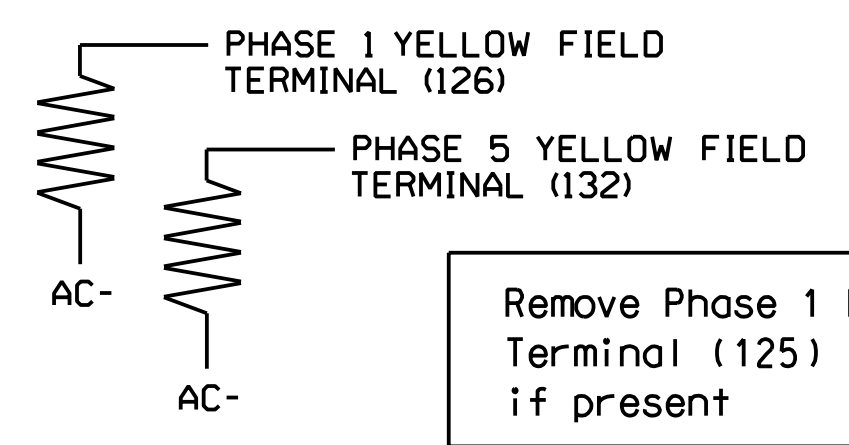 PHASE 1 YELLOW FIELD
TERMINAL (126)
PHASE 5 YELLOW FIELD
TERMINAL (132)
AC-
AC-
Remove Phase 1
Terminal (125)
if present